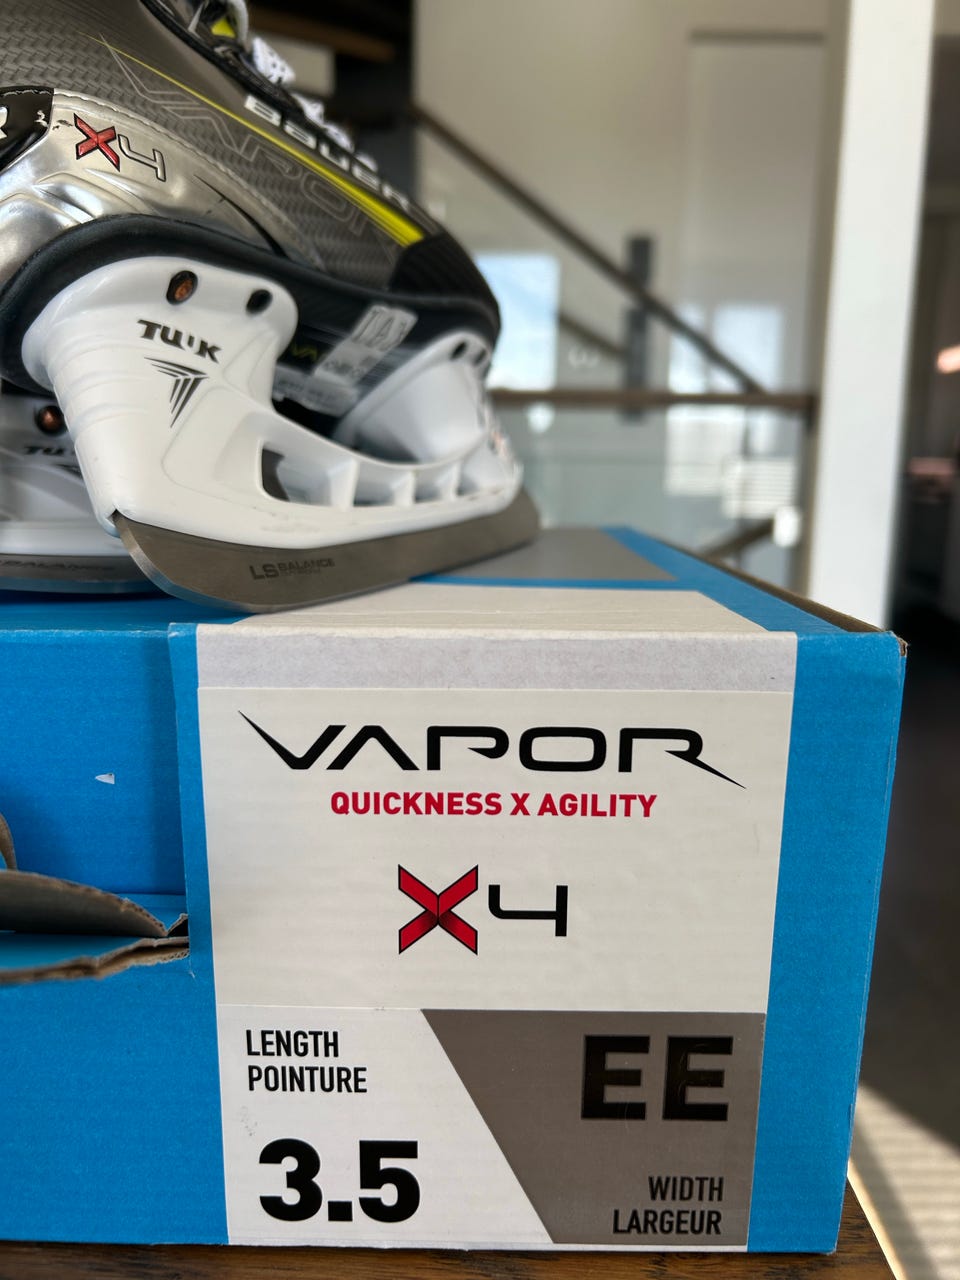 X4
BAUER
VAPOR
TUUK
LS BALANCE
VAPOR
QUICKNESS X AGILITY
X4
LENGTH
POINTURE
3.5
EE
WIDTH
LARGEUR